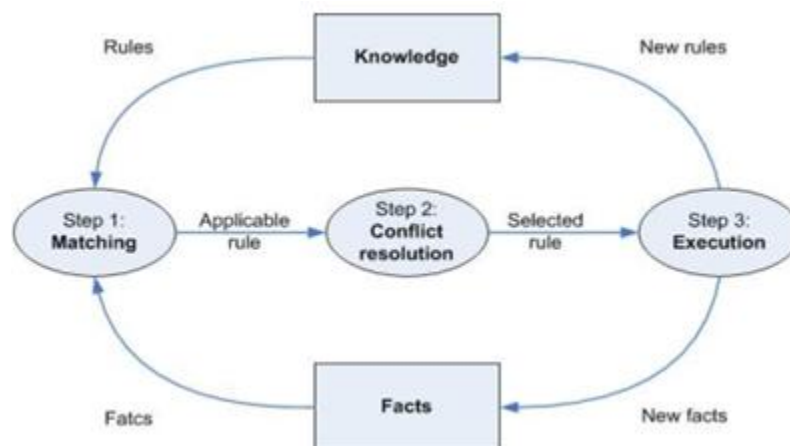 Rules
Knowledge
New rules
Step 1:
Matching
Applicable
rule
Step 2:
Conflict
resolution
Selected
rule
Step 3:
Execution
Fatcs
Facts
New facts